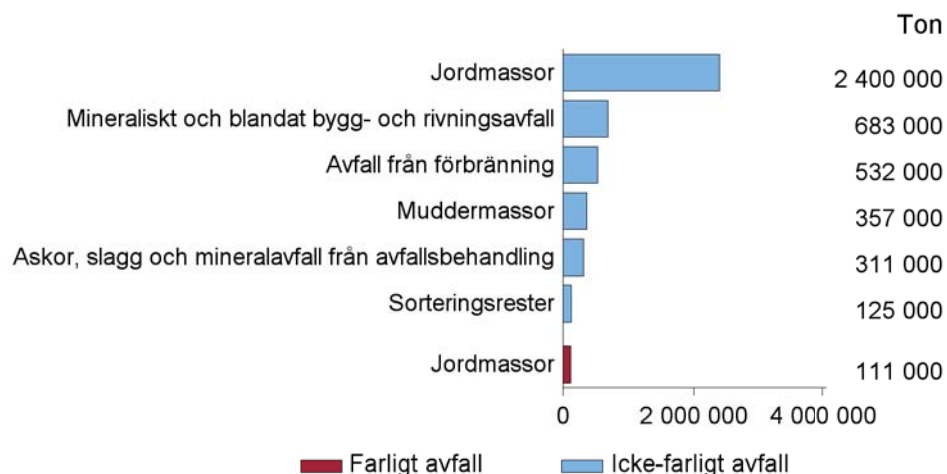 Ton
Jordmassor 2 400 000
Mineraliskt och blandat bygg- och rivningsavfall 683 000
Avfall från förbränning 532 000
Muddermassor 357 000
Askor, slagg och mineralavfall från avfallsbehandling 311 000
Sorteringsrester 125 000
Jordmassor 111 000
0 2 000 000 4 000 000
Farligt avfall Icke-farligt avfall